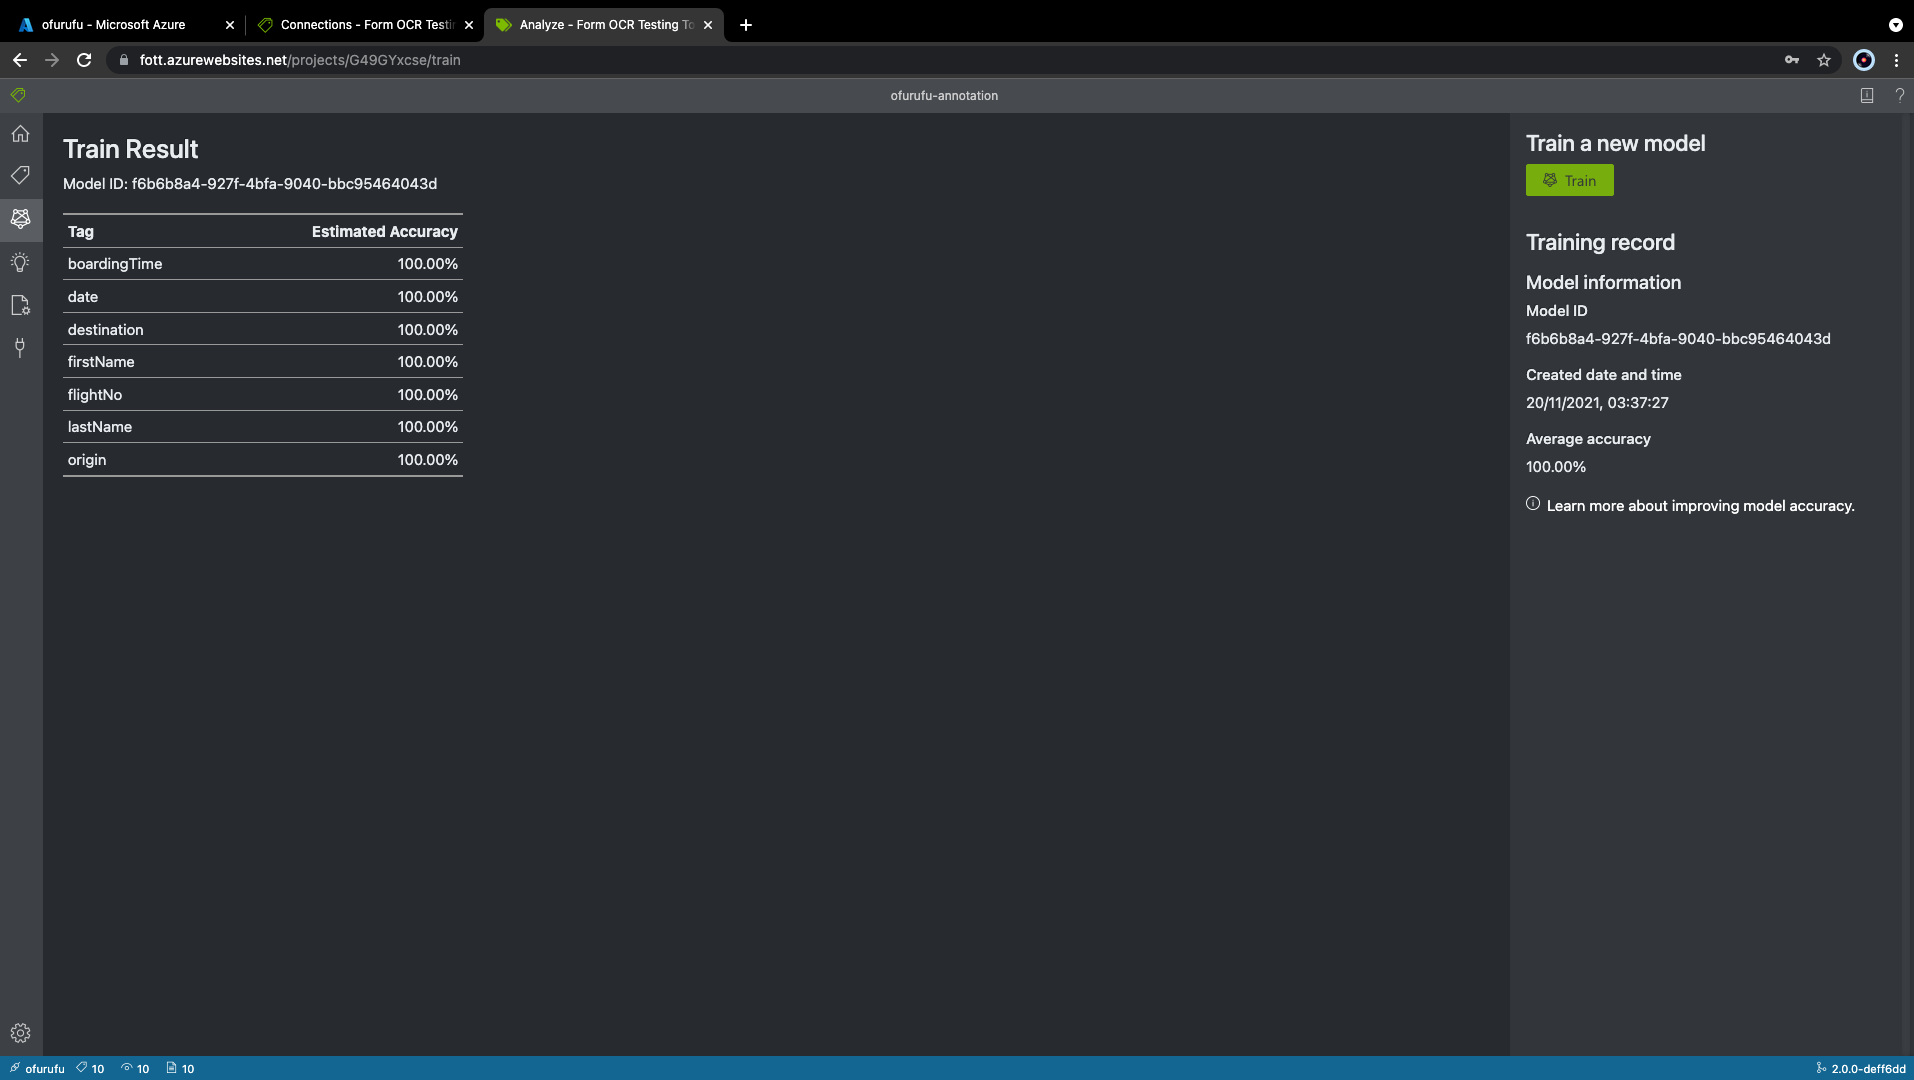 ofurufu - Microsoft Azure
Connections - Form OCR Testin
Analyze - Form OCR Testing To
fott.azurewebsites.net/projects/G49GYxcse/train
ofurufu-annotation
Train Result
Model ID: f6b6b8a4-927f-4bfa-9040-bbc95464043d
Tag Estimated Accuracy
boardingTime 100.00%
date 100.00%
destination 100.00%
firstName 100.00%
flightNo 100.00%
lastName 100.00%
origin 100.00%
Train a new model
Train
Training record
Model information
Model ID
f6b6b8a4-927f-4bfa-9040-bbc95464043d
Created date and time
20/11/2021, 03:37:27
Average accuracy
100.00%
Learn more about improving model accuracy.
ofurufu 10 10 10
2.0.0-deff6dd